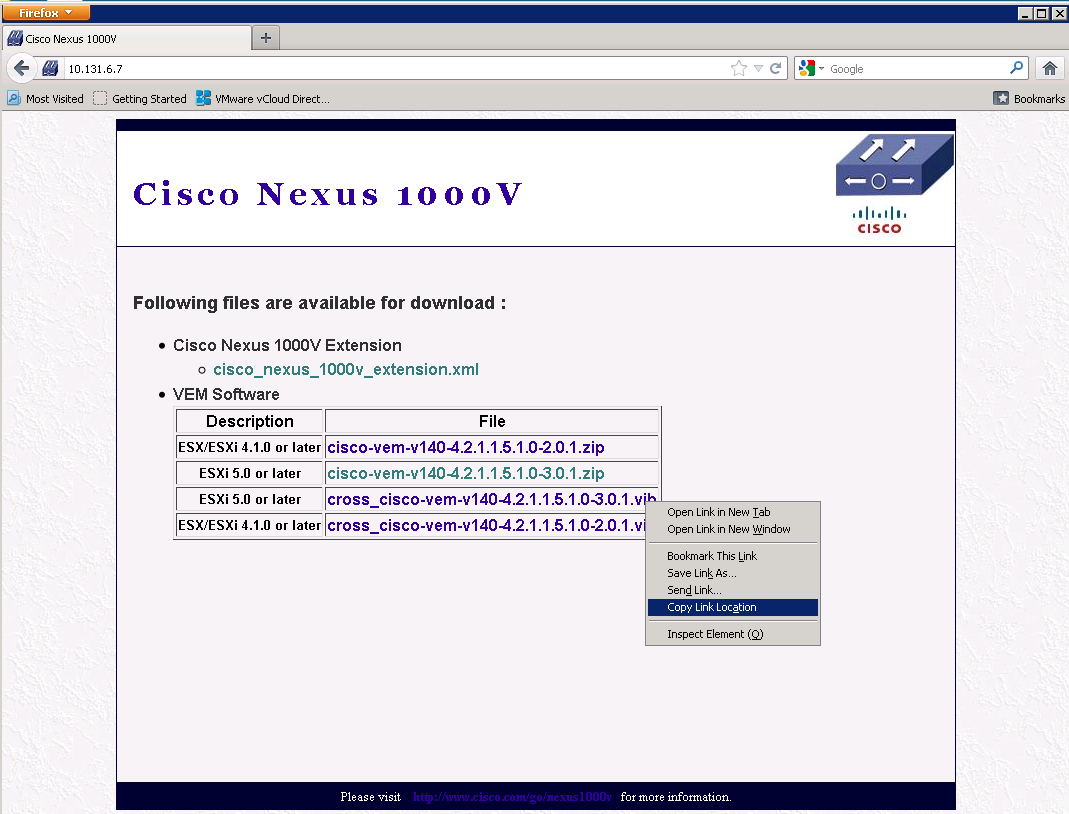 Firefox
Cisco Nexus 1000V
10.131.6.7
Google
Most Visited Getting Started VMware vCloud Direct... Bookmarks
Cisco Nexus 1000V
CISCO
Following files are available for download :
Cisco Nexus 1000V Extension
cisco_nexus_1000v_extension.xml
VEM Software
Description File
ESX/ESXi 4.1.0 or later cisco-vem-v140-4.2.1.1.5.1.0-2.0.1.zip
ESXi 5.0 or later cisco-vem-v140-4.2.1.1.5.1.0-3.0.1.zip
ESXi 5.0 or later cross_cisco-vem-v140-4.2.1.1.5.1.0-3.0.1.vib
ESX/ESXi 4.1.0 or later cross_cisco-vem-v140-4.2.1.1.5.1.0-2.0.1.vi
Open Link in New Tab
Open Link in New Window
Bookmark This Link
Save Link As...
Send Link...
Copy Link Location
Inspect Element (Q)
Please visit http://www.cisco.com/go/nexus1000v for more information.